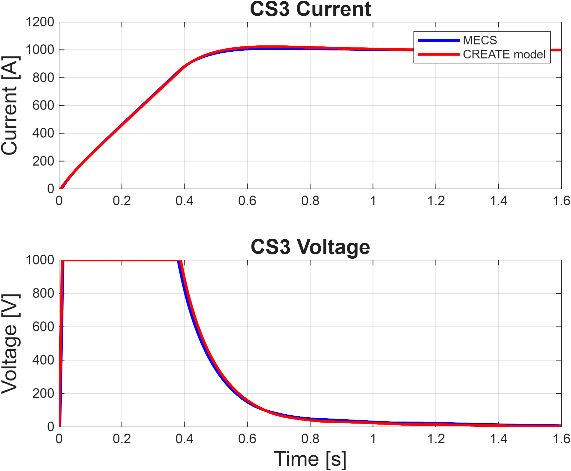 CS3 Current
1200
1000
800
600
400
200
0
Current [A]
MECS
CREATE model
0 0.2 0.4 0.6 0.8 1 1.2 1.4 1.6
CS3 Voltage
1000
800
600
400
200
0
Voltage [V]
0 0.2 0.4 0.6 0.8 1 1.2 1.4 1.6
Time [s]